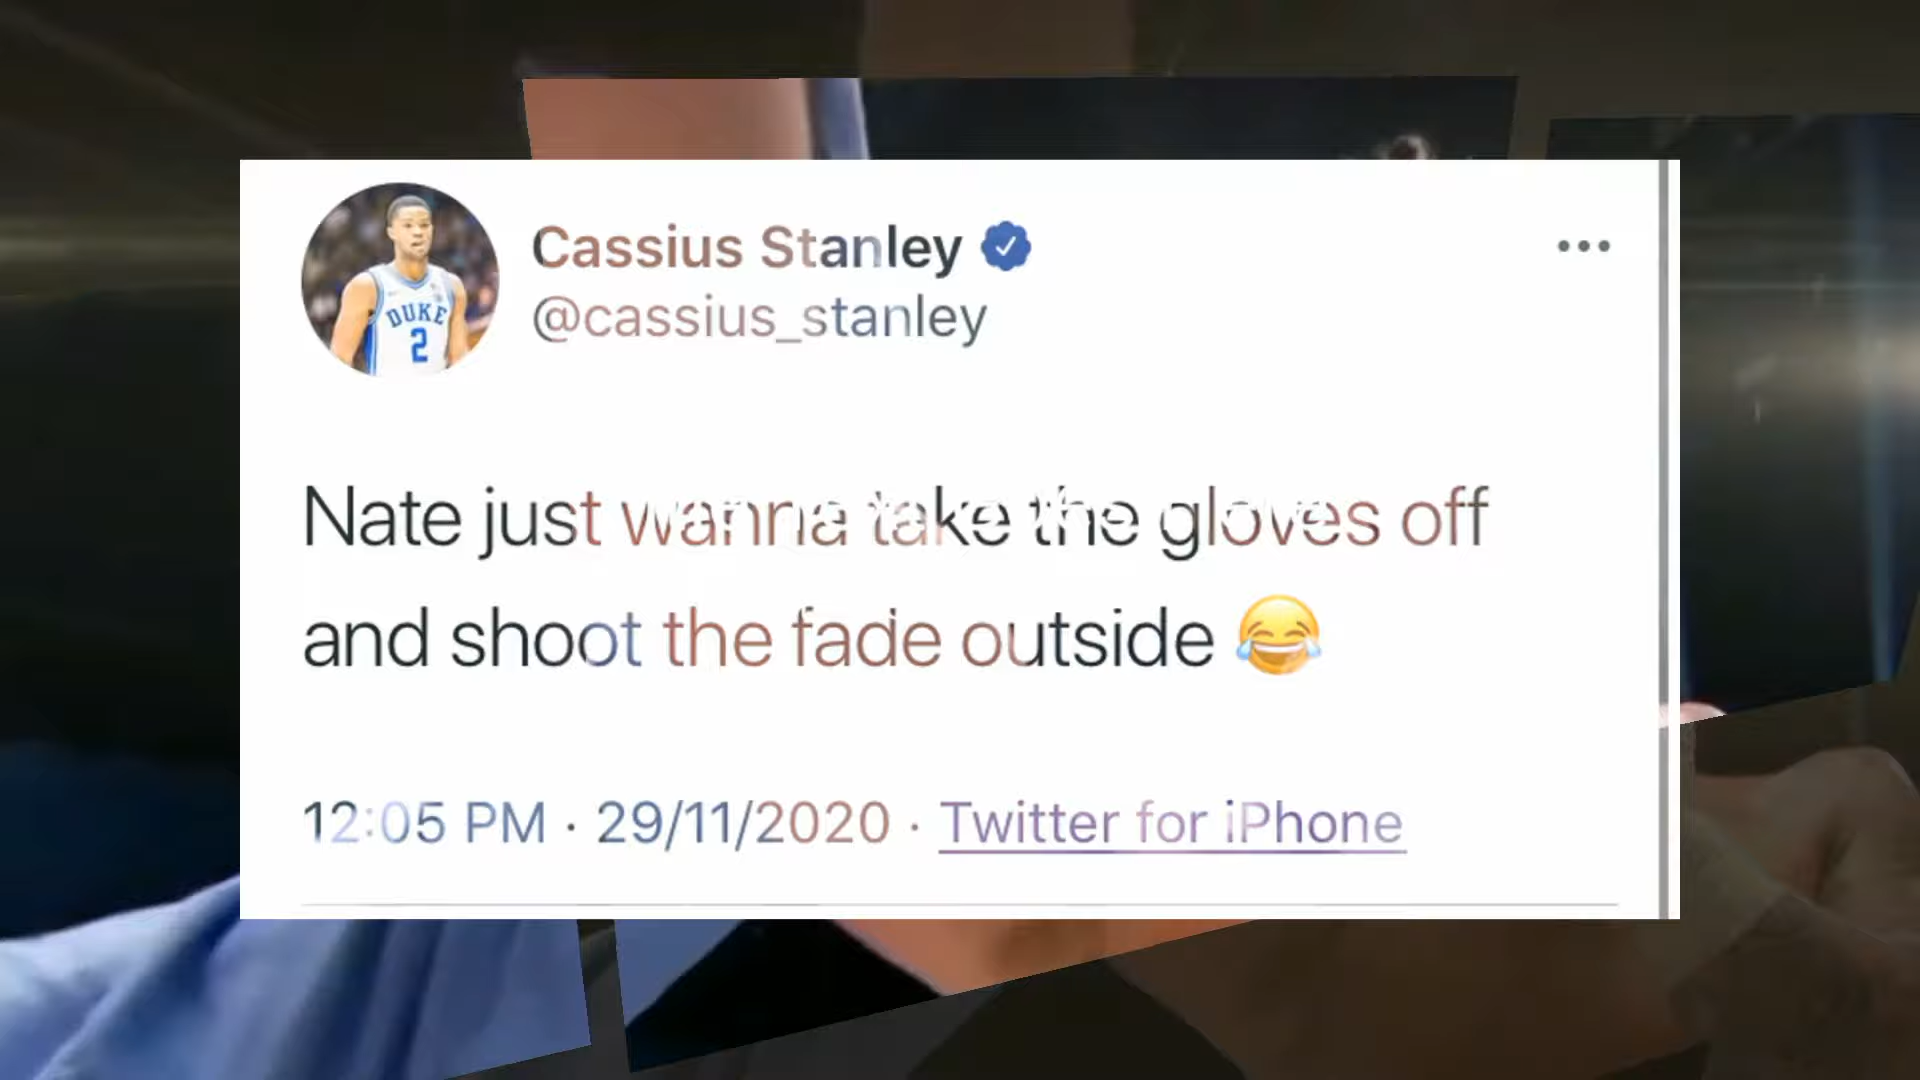 Cassius Stanley
@cassius_stanley
DUKE
2
Nate just wanna take the gloves off
and shoot the fade outside 😂
12:05 PM · 29/11/2020 · Twitter for iPhone